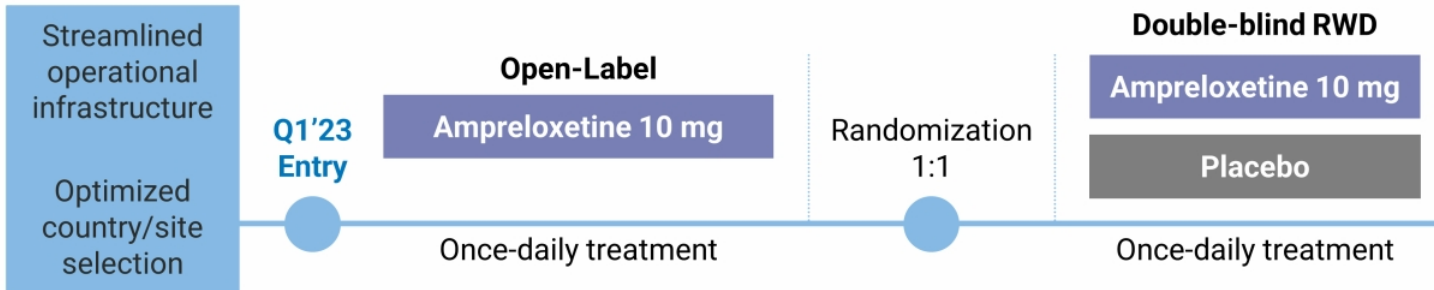 Streamlined
operational
infrastructure
Optimized
country/site
selection
Q1’23
Entry
Open-Label
Ampreloxetine 10 mg
Once-daily treatment
Randomization
1:1
Double-blind RWD
Ampreloxetine 10 mg
Placebo
Once-daily treatment